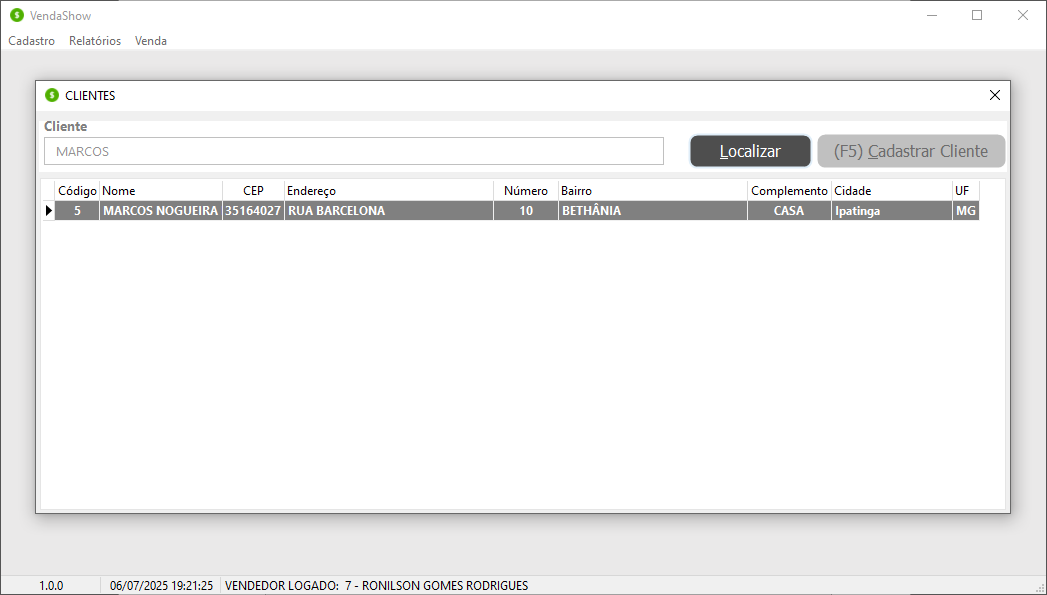 VendaShow
Cadastro Relatórios Venda
CLIENTES
Cliente
MARCOS
Localizar
(F5) Cadastrar Cliente
Código Nome CEP Endereço Número Bairro Complemento Cidade UF
5 MARCOS NOGUEIRA 35164027 RUA BARCELONA 10 BETHÂNIA CASA Ipatinga MG
1.0.0 06/07/2025 19:21:25 VENDEDOR LOGADO: 7 - RONILSON GOMES RODRIGUES